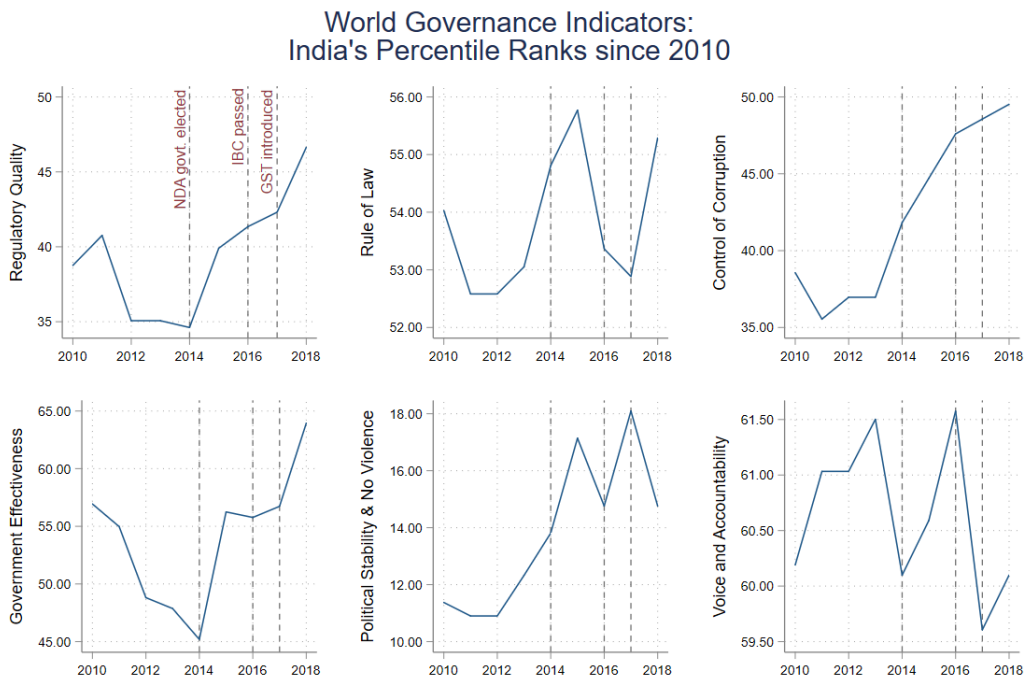 World Governance Indicators:
India's Percentile Ranks since 2010
Regulatory Quality
50
45
40
35
NDA govt. elected
IBC passed
GST introduced
2010 2012 2014 2016 2018
Rule of Law
56.00
55.00
54.00
53.00
52.00
2010 2012 2014 2016 2018
Control of Corruption
50.00
45.00
40.00
35.00
2010 2012 2014 2016 2018
Government Effectiveness
65.00
60.00
55.00
50.00
45.00
2010 2012 2014 2016 2018
Political Stability & No Violence
18.00
16.00
14.00
12.00
10.00
2010 2012 2014 2016 2018
Voice and Accountability
61.50
61.00
60.50
60.00
59.50
2010 2012 2014 2016 2018